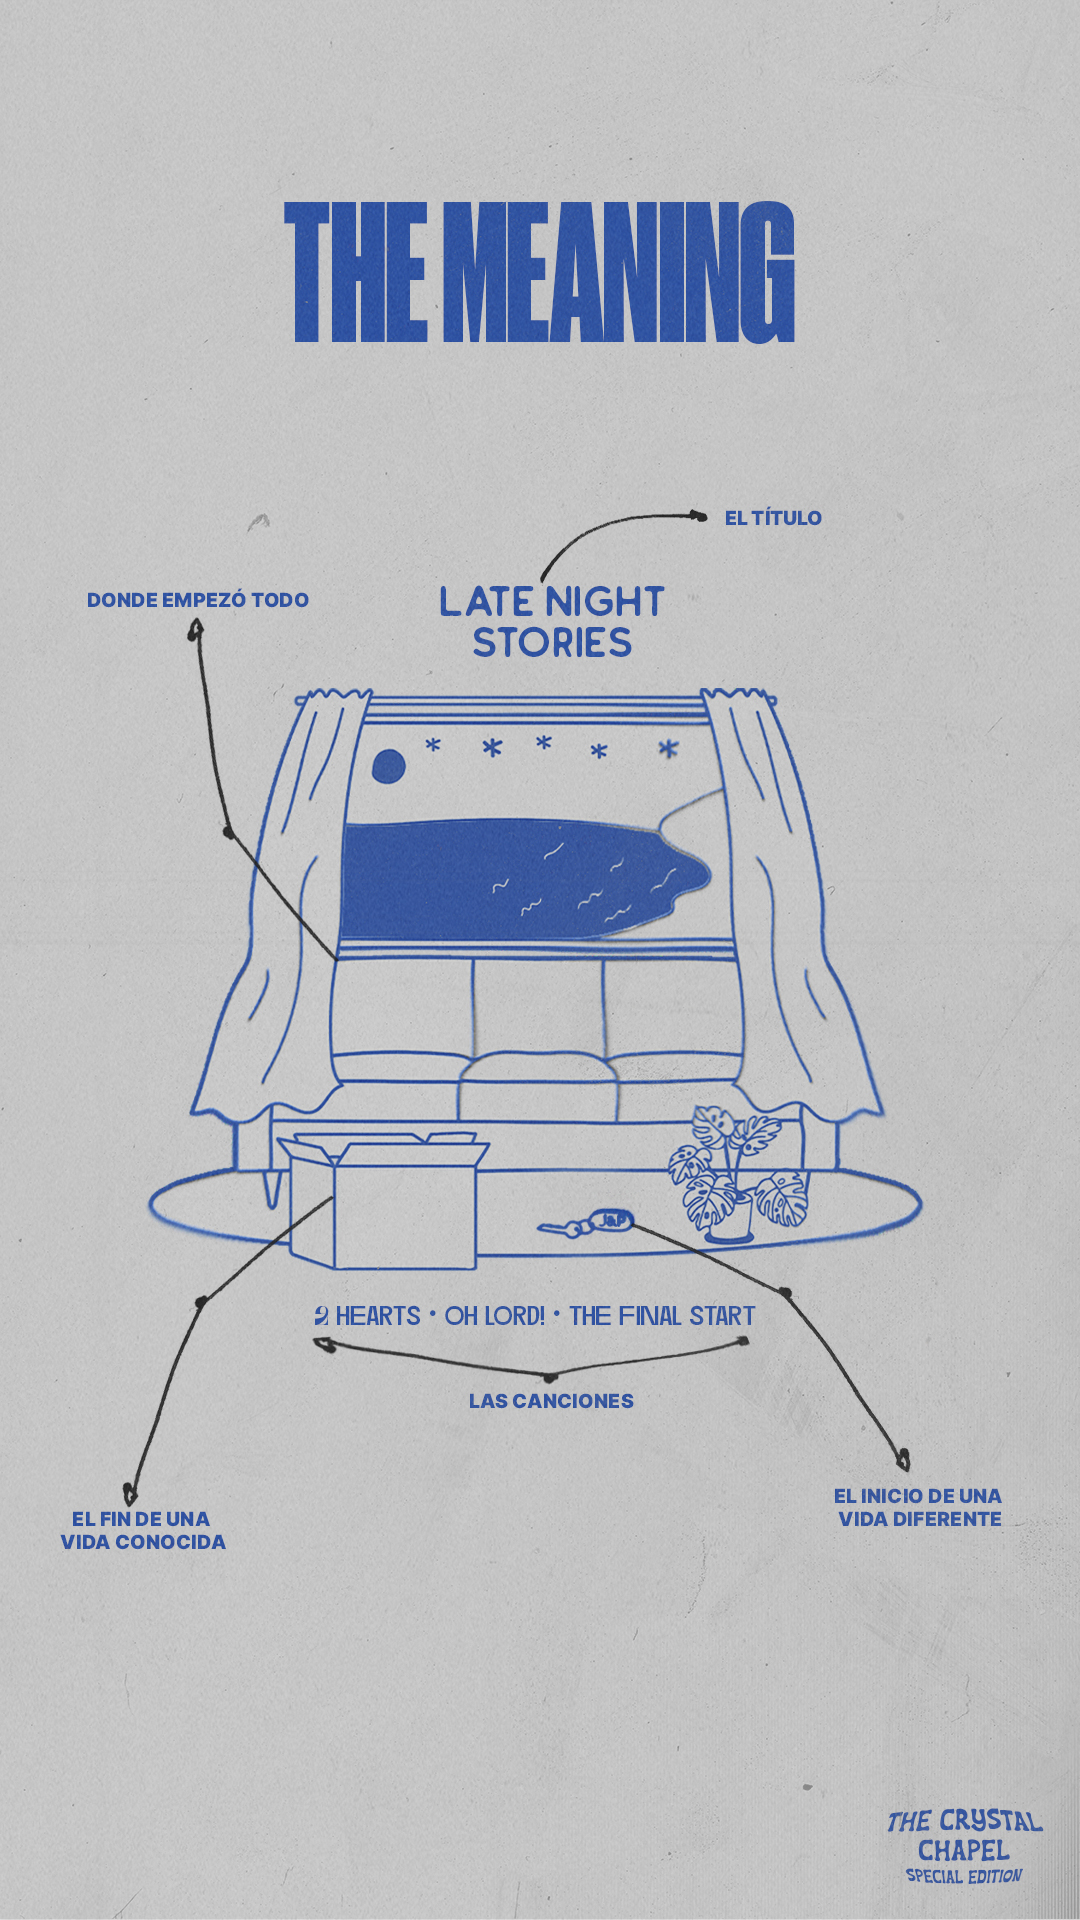 THE MEANING
EL TÍTULO
DONDE EMPEZÓ TODO
LATE NIGHT
STORIES
J&P
2 HEARTS • OH LORD! • THE FINAL START
LAS CANCIONES
EL FIN DE UNA
VIDA CONOCIDA
EL INICIO DE UNA
VIDA DIFERENTE
THE CRYSTAL
CHAPEL
SPECIAL EDITION